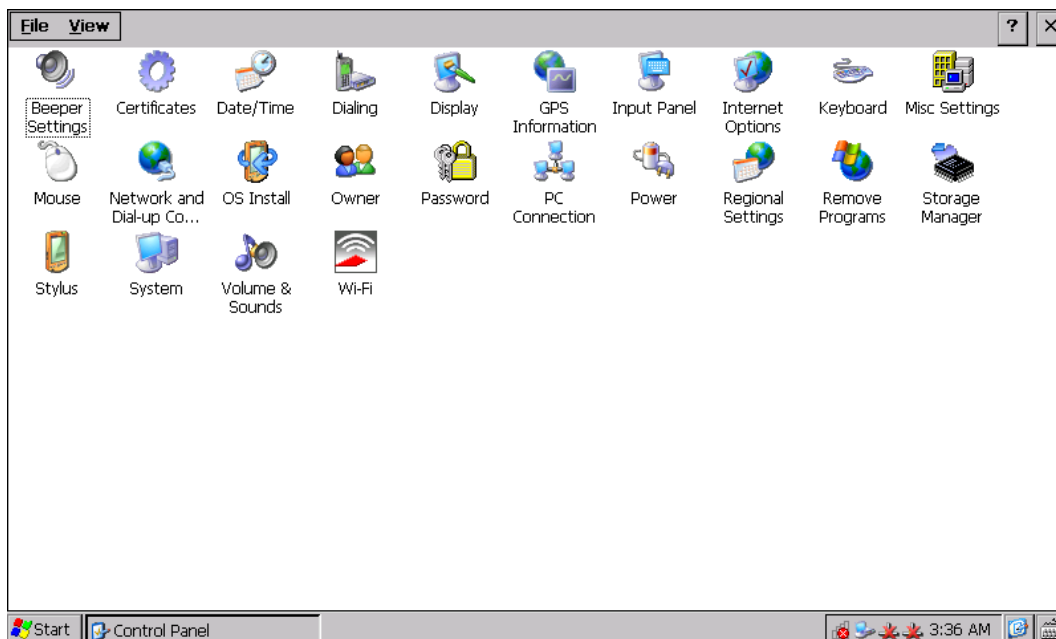 File View ? ×
Beeper Settings Certificates Date/Time Dialing Display GPS Information Input Panel Internet Options Keyboard Misc Settings
Mouse Network and Dial-up Co... OS Install Owner Password PC Connection Power Regional Settings Remove Programs Storage Manager
Stylus System Volume & Sounds Wi-Fi
Start Control Panel 3:36 AM